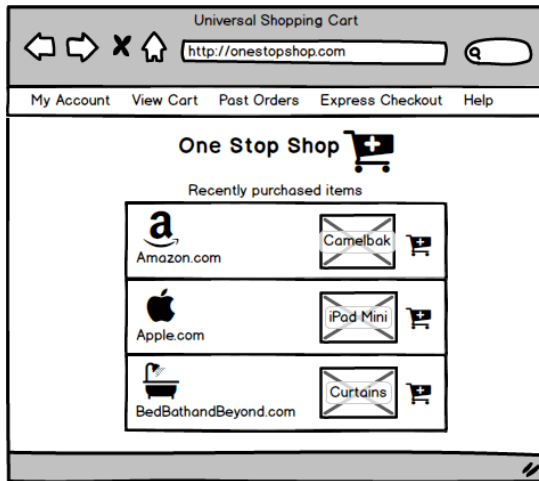 Universal Shopping Cart
http://onestopshop.com
My Account View Cart Past Orders Express Checkout Help
One Stop Shop
Recently purchased items
a
Amazon.com
Camelbak
Apple.com
iPad Mini
BedBathandBeyond.com
Curtains